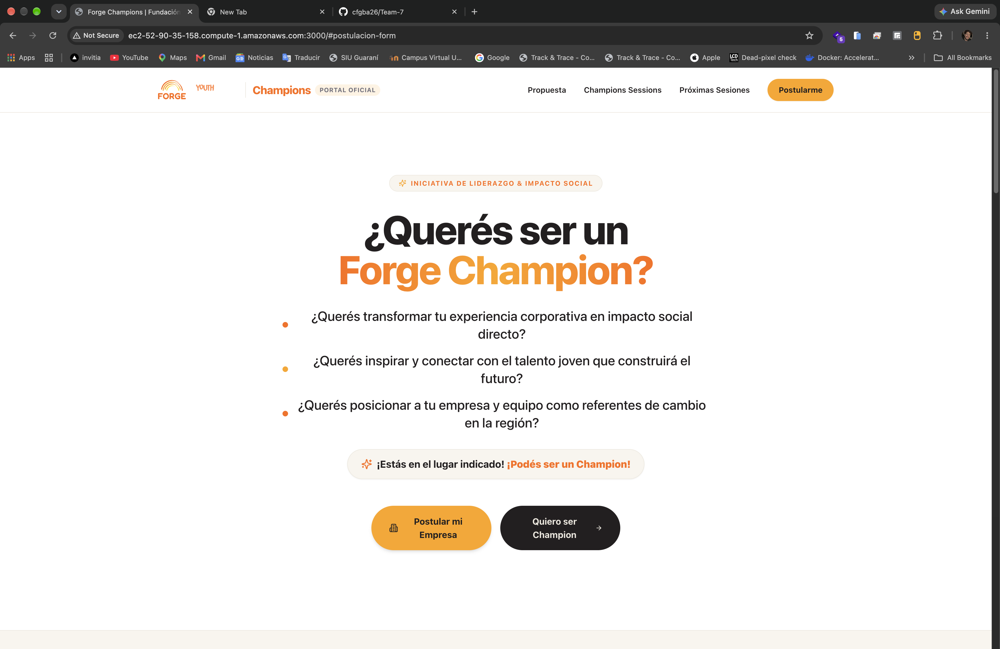 Forge Champions | Fundación
New Tab
cfgba26/Team-7
Ask Gemini
Not Secure
ec2-52-90-35-158.compute-1.amazonaws.com:3000/#postulacion-form
5
Apps
invitia
YouTube
Maps
Gmail
Noticias
Traducir
SIU Guaraní
Campus Virtual U...
Google
Track & Trace - Co...
Track & Trace - Co...
Apple
LCD Tech
Dead-pixel check
Docker: Accelerat...
All Bookmarks
FORGE
YOUTH
Champions
PORTAL OFICIAL
Propuesta
Champions Sessions
Próximas Sesiones
Postularme
INICIATIVA DE LIDERAZGO & IMPACTO SOCIAL
¿Querés ser un
Forge Champion?
¿Querés transformar tu experiencia corporativa en impacto social
directo?
¿Querés inspirar y conectar con el talento joven que construirá el
futuro?
¿Querés posicionar a tu empresa y equipo como referentes de cambio
en la región?
¡Estás en el lugar indicado! ¡Podés ser un Champion!
Postular mi
Empresa
Quiero ser
Champion